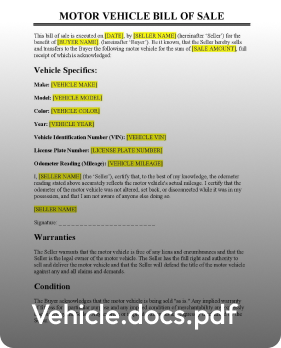 MOTOR VEHICLE BILL OF SALE
This bill of sale is executed on [DATE], by [SELLER NAME] (hereinafter "Seller") for the
benefit of [BUYER NAME], (hereinafter "Buyer"). Be it known, that the Seller hereby sells
and transfers to the Buyer the following motor vehicle for the sum of [SALE AMOUNT], full
receipt of which is acknowledged.
Vehicle Specifics:
Make: [VEHICLE MAKE]
Model: [VEHICLE MODEL]
Color: [VEHICLE COLOR]
Year: [VEHICLE YEAR]
Vehicle Identification Number (VIN): [VEHICLE VIN]
License Plate Number: [LICENSE PLATE NUMBER]
Odometer Reading (Mileage): [VEHICLE MILEAGE]
I, [SELLER NAME] (the "Seller"), certify that, to the best of my knowledge, the odometer
reading stated above accurately reflects the motor vehicle's actual mileage. I certify that the
odometer of the motor vehicle was not altered, set back, or disconnected while it was in my
possession, and that I am not aware of anyone else doing so.
[SELLER NAME]
Signature: _ _ _ _ _ _ _ _ _ _ _ _ _ _ _ _ _ _ _ _ _ _
Warranties
The Seller warrants that the motor vehicle is free of any liens and encumbrances and that the
Seller is the legal owner of the motor vehicle. The Seller has the full right and authority to
sell and deliver the motor vehicle and that the Seller will defend the title of the motor vehicle
against any and all claims and demands.
Condition
The Buyer acknowledges that the motor vehicle is being sold "as is." Any implied warranty
Vehicle.docs.pdf